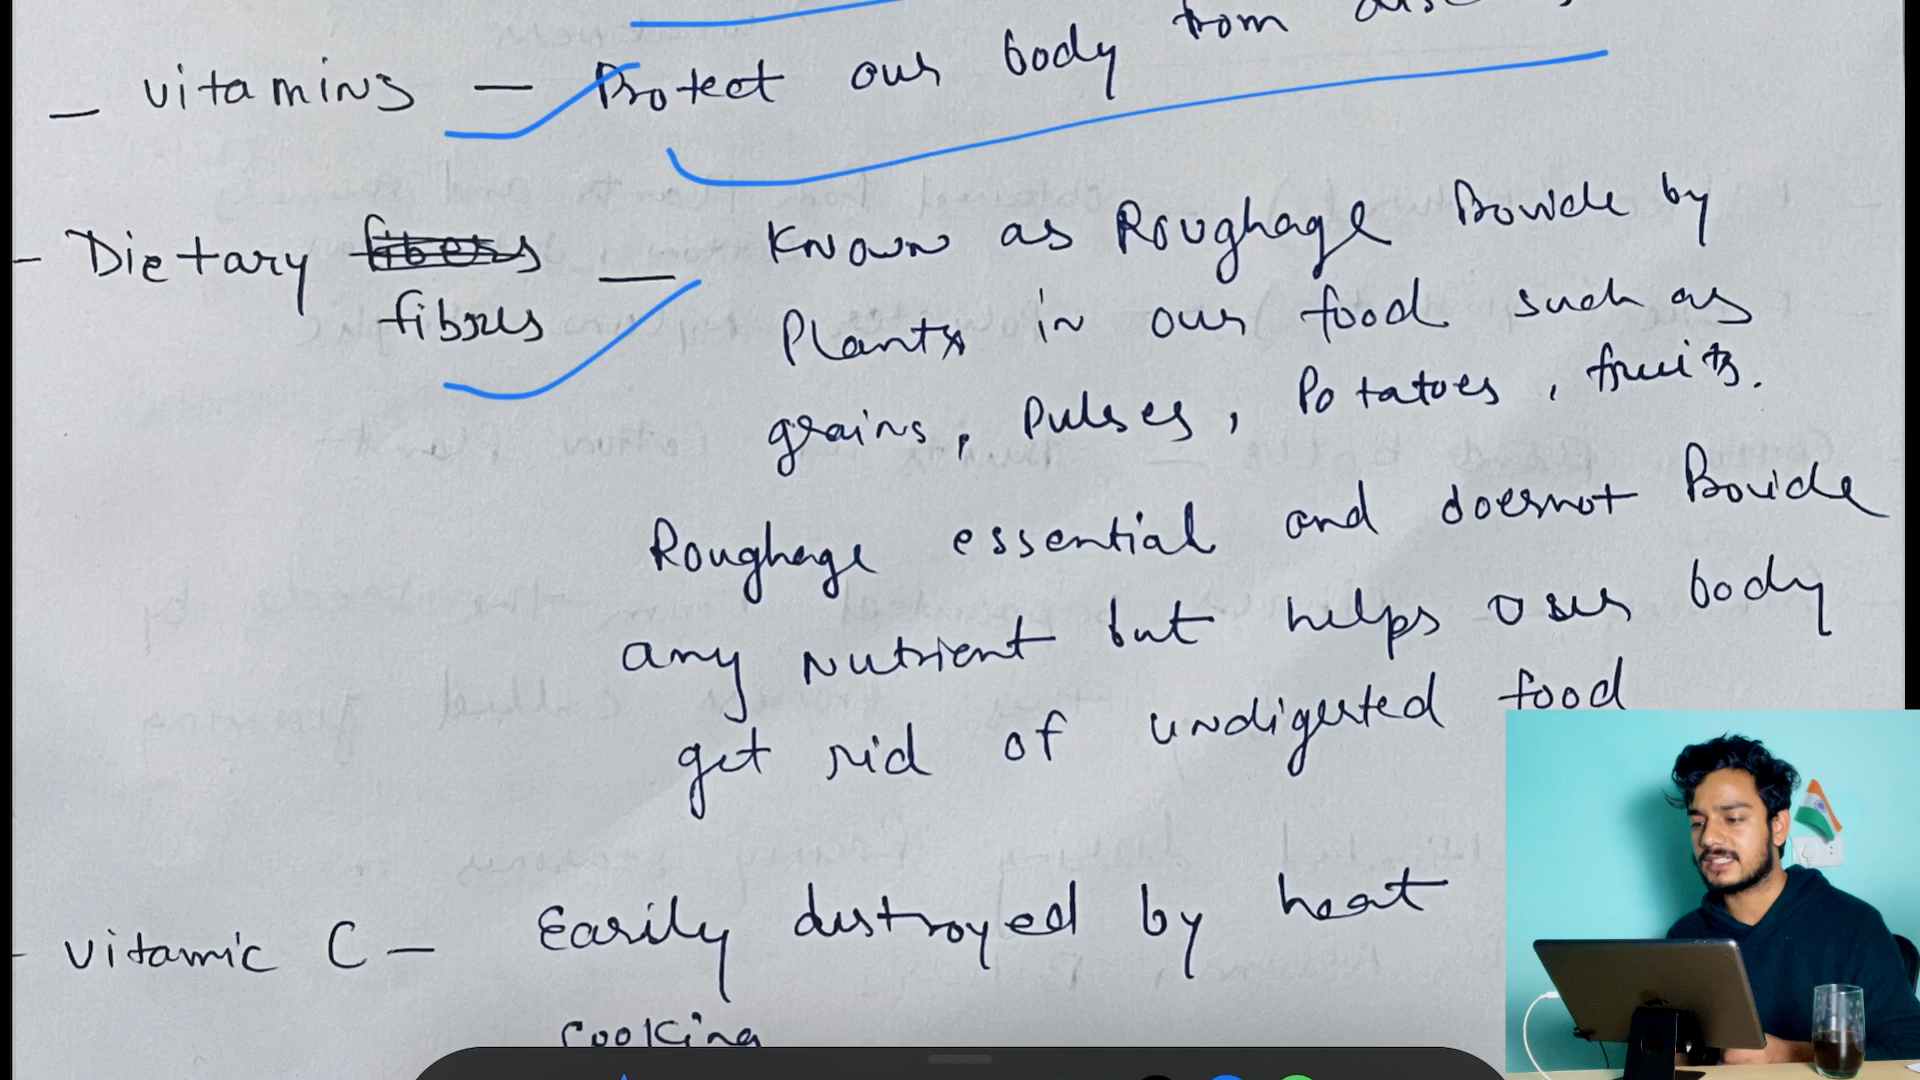 - vitamins - Protect our body from
- Dietary fibres - Known as Roughage Provide by
Plants in our food such as
grains, Pulses, Potatoes, fruits.
Roughage essential and doesnot Provide
any nutrient but helps our body
get rid of undigested food
- vitamic C - Easily destroyed by heat
cooking